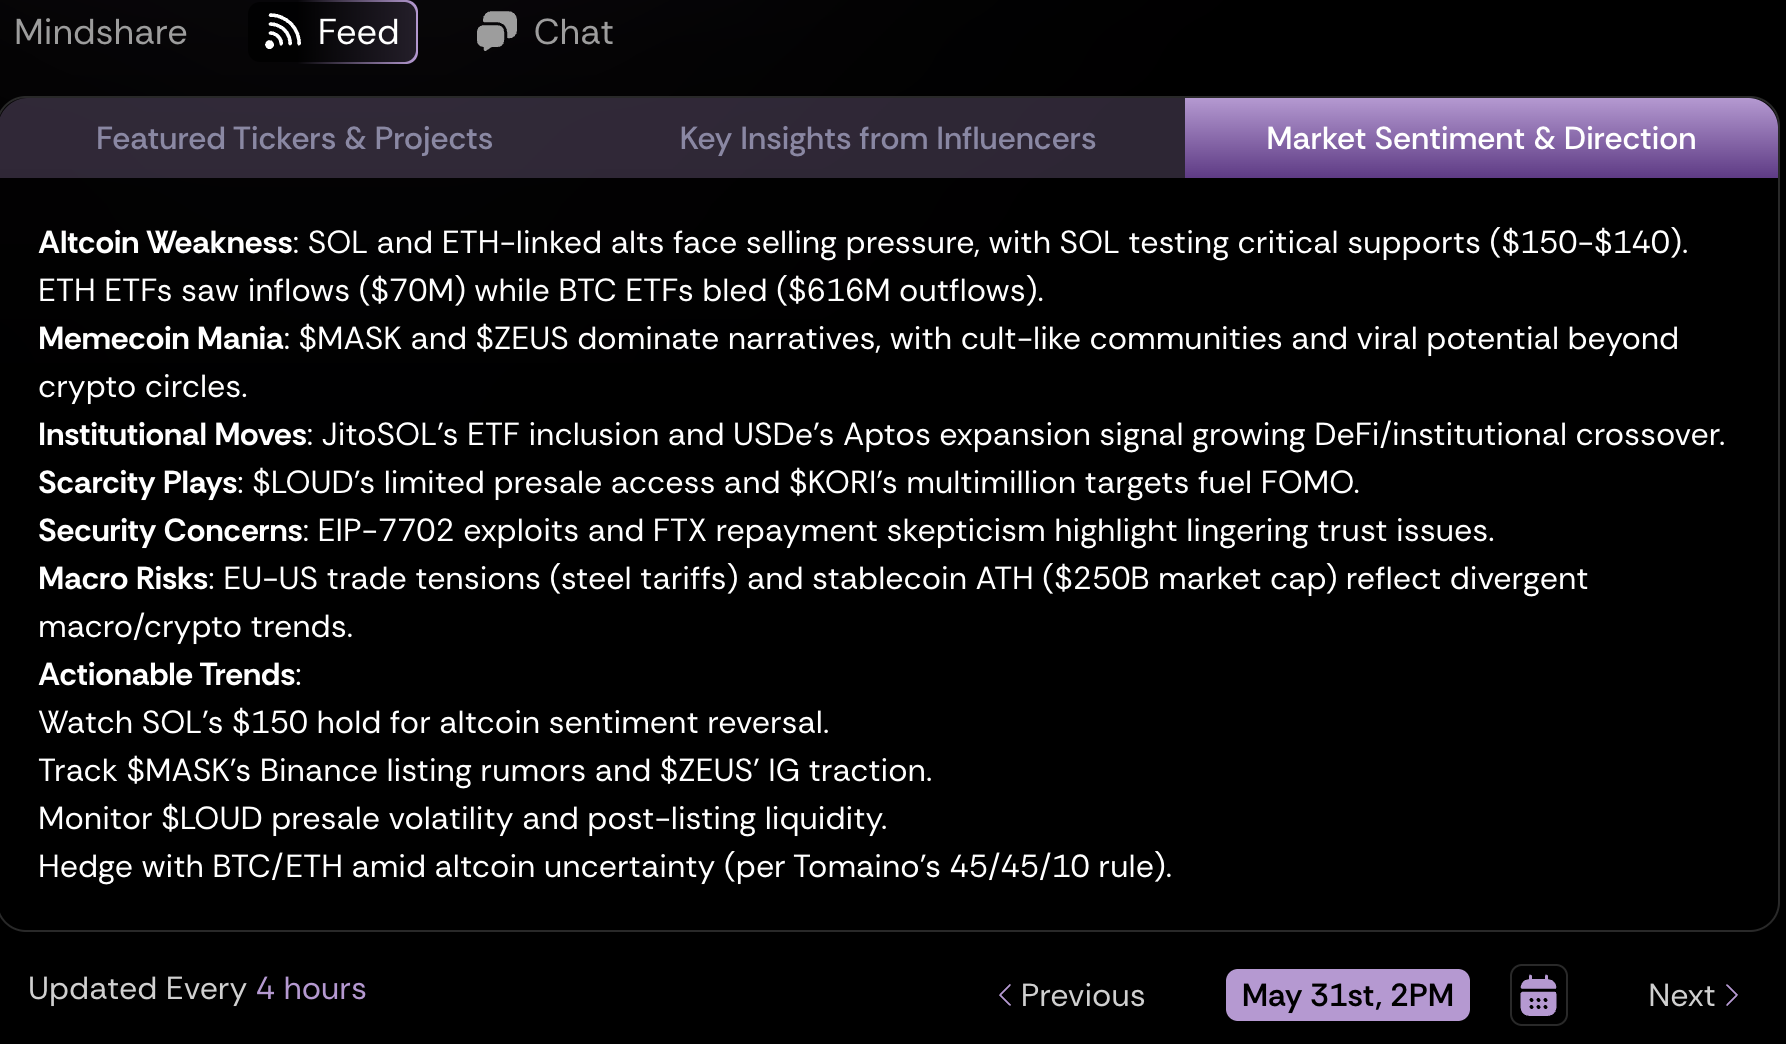 Mindshare
Feed
Chat
Featured Tickers & Projects
Key Insights from Influencers
Market Sentiment & Direction
Altcoin Weakness: SOL and ETH-linked alts face selling pressure, with SOL testing critical supports ($150-$140).
ETH ETFs saw inflows ($70M) while BTC ETFs bled ($616M outflows).
Memecoin Mania: $MASK and $ZEUS dominate narratives, with cult-like communities and viral potential beyond
crypto circles.
Institutional Moves: JitoSOL’s ETF inclusion and USDe’s Aptos expansion signal growing DeFi/institutional crossover.
Scarcity Plays: $LOUD’s limited presale access and $KORI’s multimillion targets fuel FOMO.
Security Concerns: EIP-7702 exploits and FTX repayment skepticism highlight lingering trust issues.
Macro Risks: EU-US trade tensions (steel tariffs) and stablecoin ATH ($250B market cap) reflect divergent
macro/crypto trends.
Actionable Trends:
Watch SOL’s $150 hold for altcoin sentiment reversal.
Track $MASK’s Binance listing rumors and $ZEUS’ IG traction.
Monitor $LOUD presale volatility and post-listing liquidity.
Hedge with BTC/ETH amid altcoin uncertainty (per Tomaino’s 45/45/10 rule).
Updated Every 4 hours
Previous
May 31st, 2PM
Next